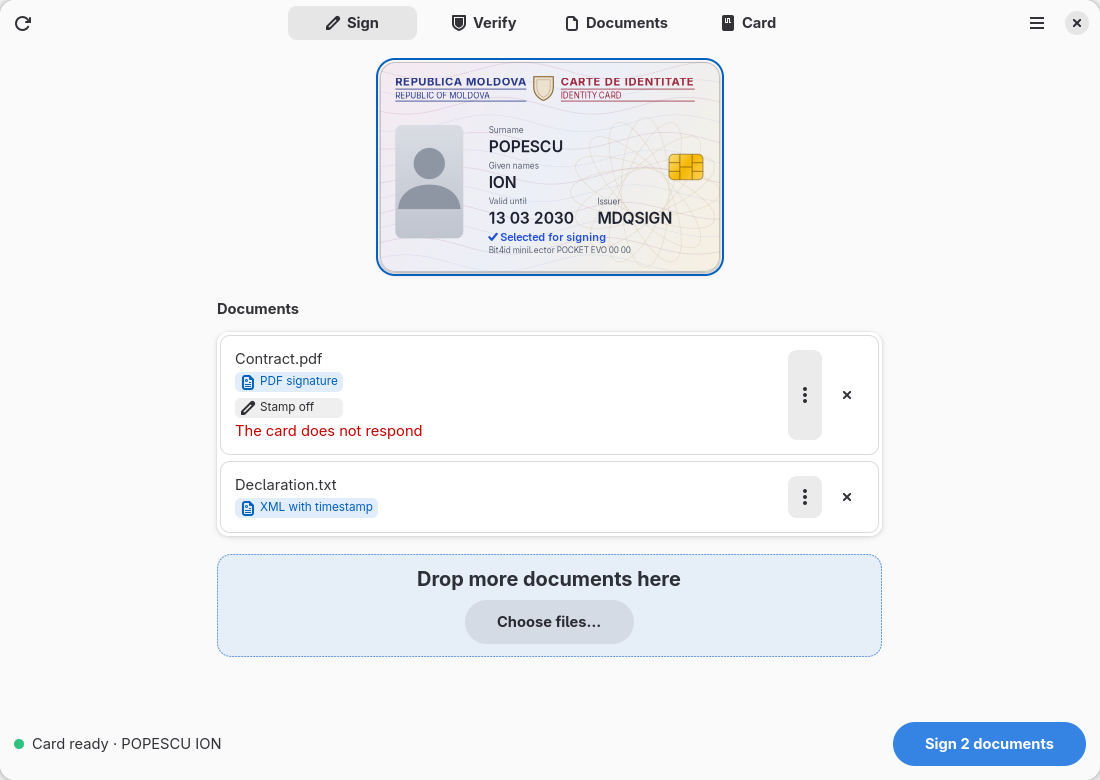 Sign
Verify
Documents
Card
REPUBLICA MOLDOVA
REPUBLIC OF MOLDOVA
CARTE DE IDENTITATE
IDENTITY CARD
Surname
POPESCU
Given names
ION
Valid until
Issuer
13 03 2030
MDQSIGN
Selected for signing
Bit4id miniLector POCKET EVO 00 00
Documents
Contract.pdf
PDF signature
Stamp off
The card does not respond
Declaration.txt
XML with timestamp
Drop more documents here
Choose files...
Card ready · POPESCU ION
Sign 2 documents